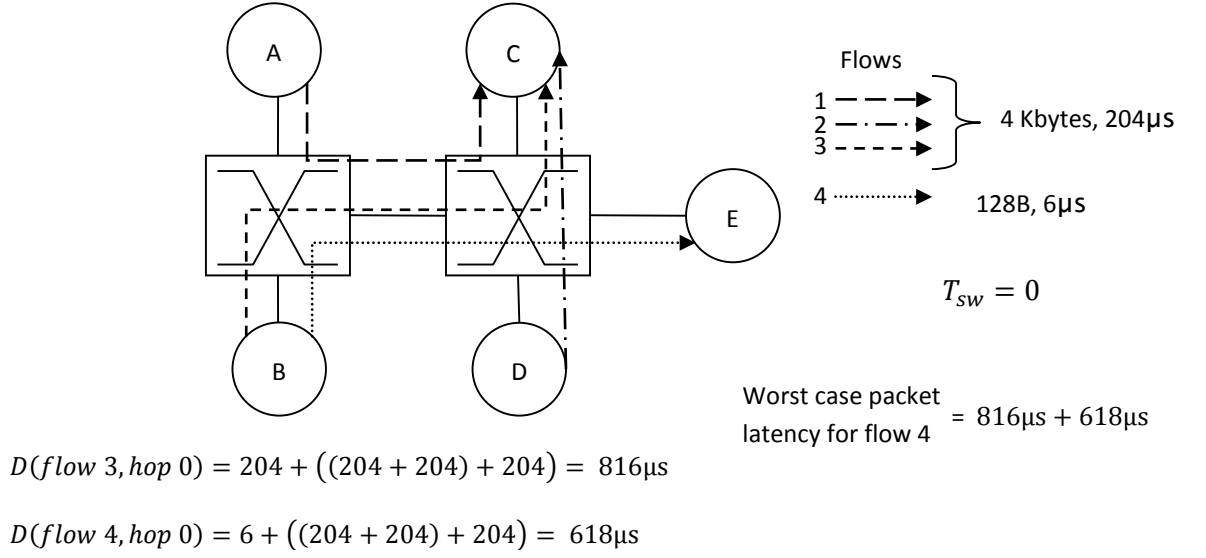 A
C
Flows
1
2
3
4 Kbytes, 204μs
4
128B, 6μs
E
T_sw = 0
B
D
Worst case packet
latency for flow 4
= 816μs + 618μs
D(flow 3, hop 0) = 204 + ((204 + 204) + 204) = 816μs
D(flow 4, hop 0) = 6 + ((204 + 204) + 204) = 618μs